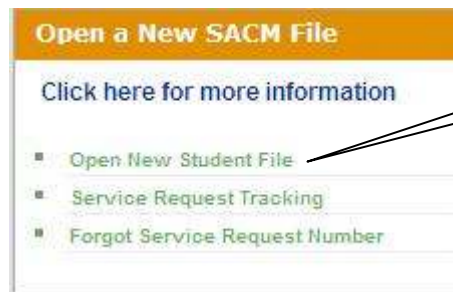 Open a New SACM File
Click here for more information
Open New Student File
Service Request Tracking
Forgot Service Request Number